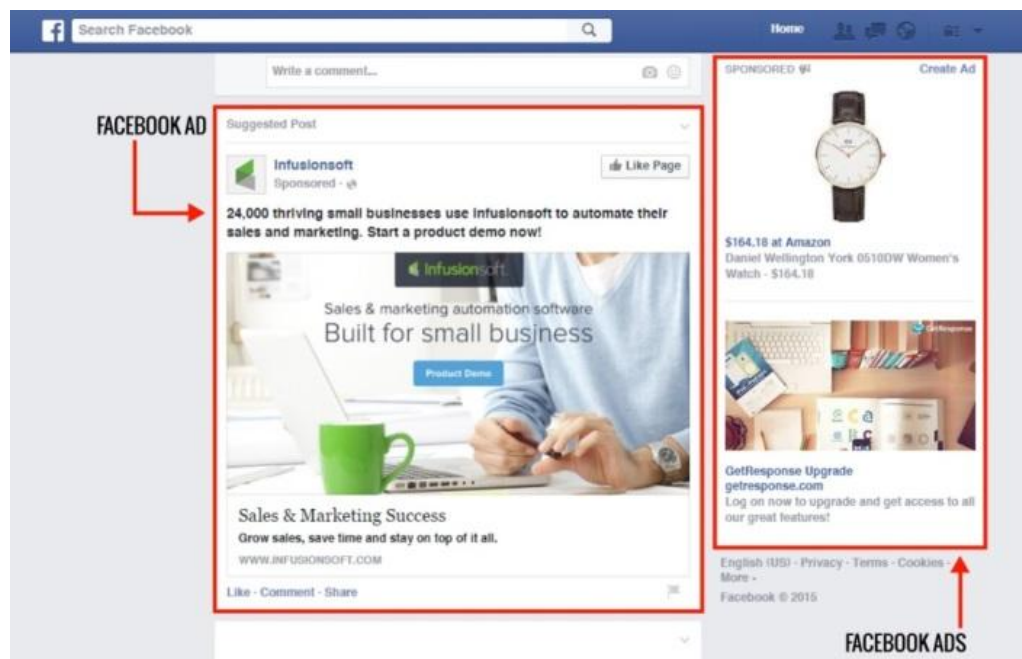 Search Facebook
Home
Write a comment...
SPONSORED
Create Ad
FACEBOOK AD
Suggested Post
Infusionsoft
Sponsored ·
Like Page
24,000 thriving small businesses use Infusionsoft to automate their
sales and marketing. Start a product demo now!
Infusionsoft.
Sales & marketing automation software
Built for small business
Product Demo
Sales & Marketing Success
Grow sales, save time and stay on top of it all.
WWW.INFUSIONSOFT.COM
Like · Comment · Share
$164.18 at Amazon
Daniel Wellington York 0510DW Women's
Watch - $164.18
GetResponse
GetResponse Upgrade
getresponse.com
Log on now to upgrade and get access to all
our great features!
English (US) · Privacy · Terms · Cookies ·
More
Facebook © 2015
FACEBOOK ADS